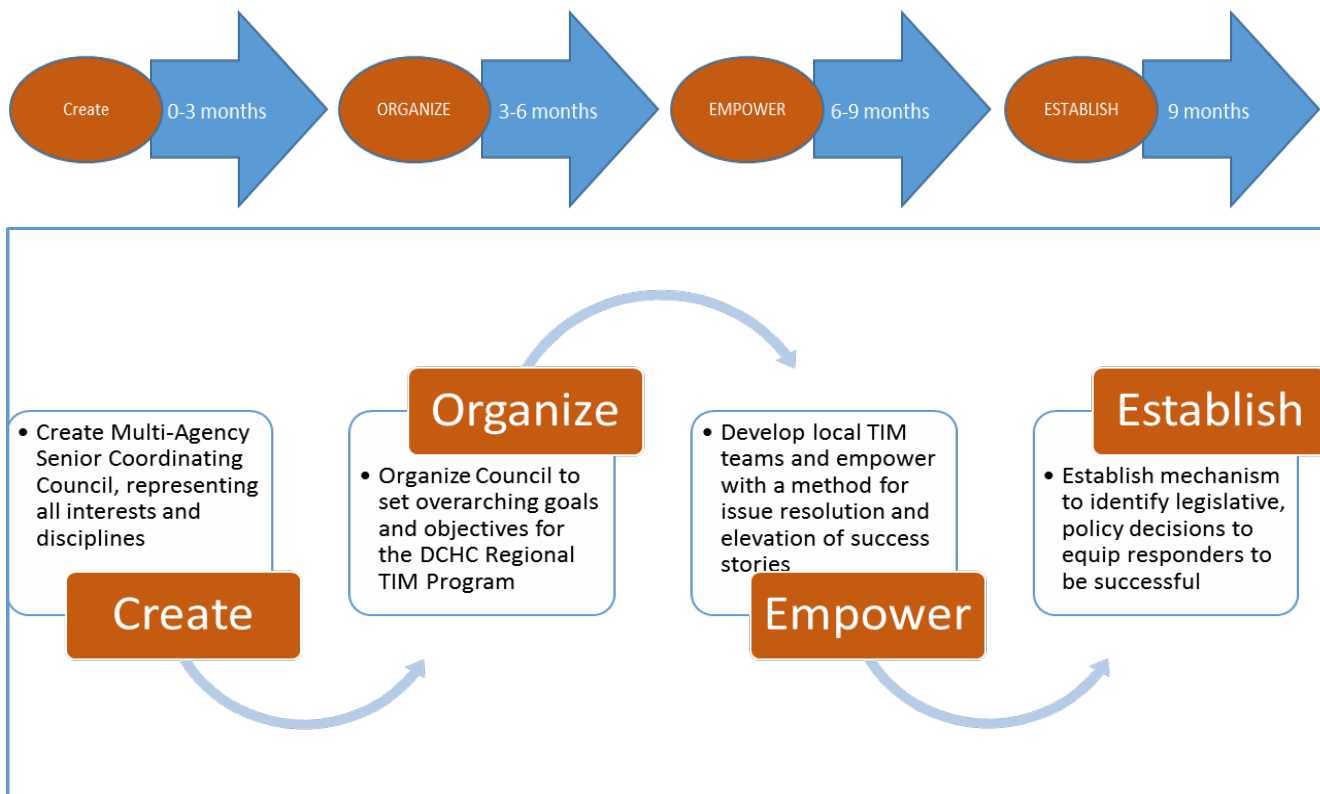 Create
0-3 months
ORGANIZE
3-6 months
EMPOWER
6-9 months
ESTABLISH
9 months
• Create Multi-Agency
Senior Coordinating
Council, representing
all interests and
disciplines
Create
Organize
• Organize Council to
set overarching goals
and objectives for
the DCHC Regional
TIM Program
• Develop local TIM
teams and empower
with a method for
issue resolution and
elevation of success
stories
Empower
Establish
• Establish mechanism
to identify legislative,
policy decisions to
equip responders to
be successful